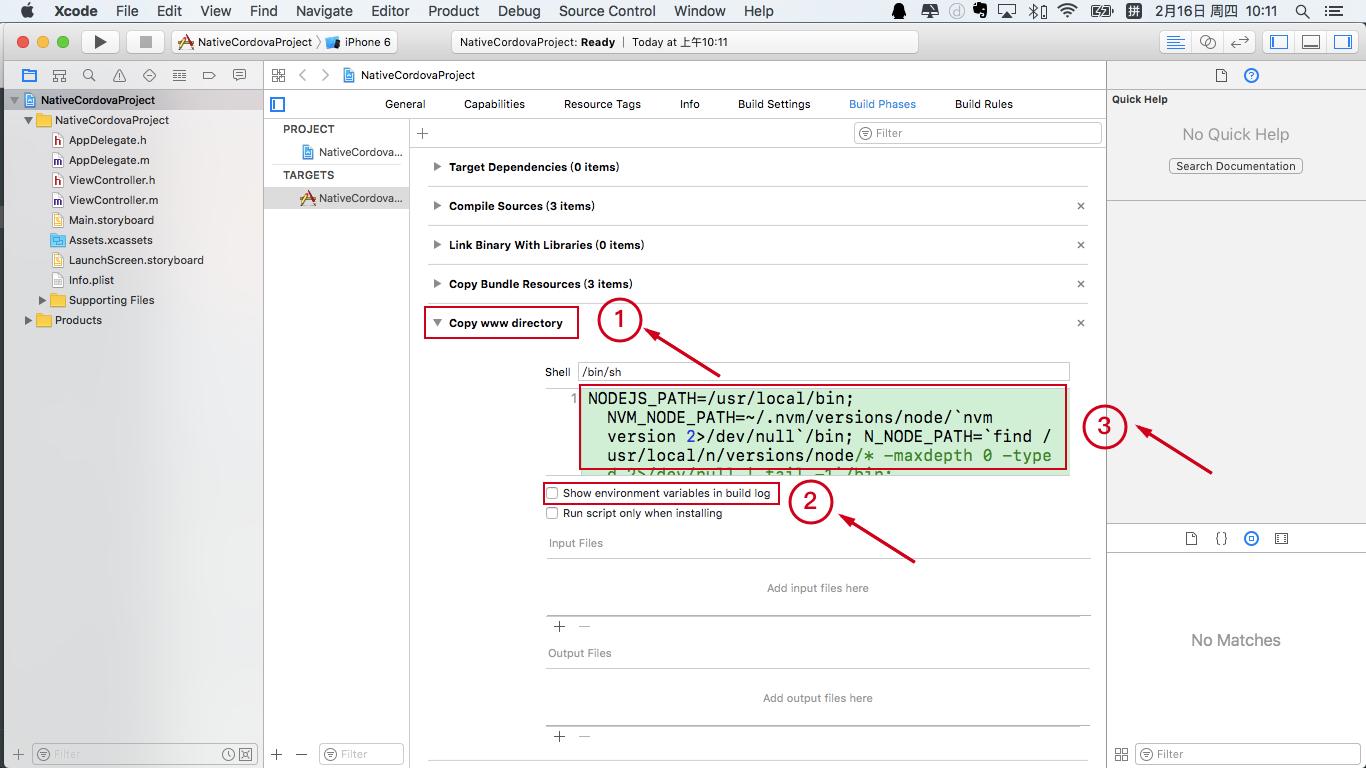 Xcode File Edit View Find Navigate Editor Product Debug Source Control Window Help 拼 2月16日 周四 10:11
NativeCordovaProject iPhone 6 NativeCordovaProject: Ready | Today at 上午10:11
NativeCordovaProject
NativeCordovaProject
NativeCordovaProject
AppDelegate.h
AppDelegate.m
ViewController.h
ViewController.m
Main.storyboard
Assets.xcassets
LaunchScreen.storyboard
Info.plist
Supporting Files
Products
Filter
General Capabilities Resource Tags Info Build Settings Build Phases Build Rules
PROJECT
NativeCordova...
TARGETS
NativeCordova...
Filter
Filter
Target Dependencies (0 items)
Compile Sources (3 items)
Link Binary With Libraries (0 items)
Copy Bundle Resources (3 items)
Copy www directory
1
Shell /bin/sh
1 NODEJS_PATH=/usr/local/bin;
NVM_NODE_PATH=~/.nvm/versions/node/`nvm
version 2>/dev/null`/bin; N_NODE_PATH=`find /
usr/local/n/versions/node/* -maxdepth 0 -type
d 2>/dev/null | tail -1`/bin;
3
Show environment variables in build log
2
Run script only when installing
Input Files
Add input files here
Output Files
Add output files here
Quick Help
No Quick Help
Search Documentation
No Matches
Filter